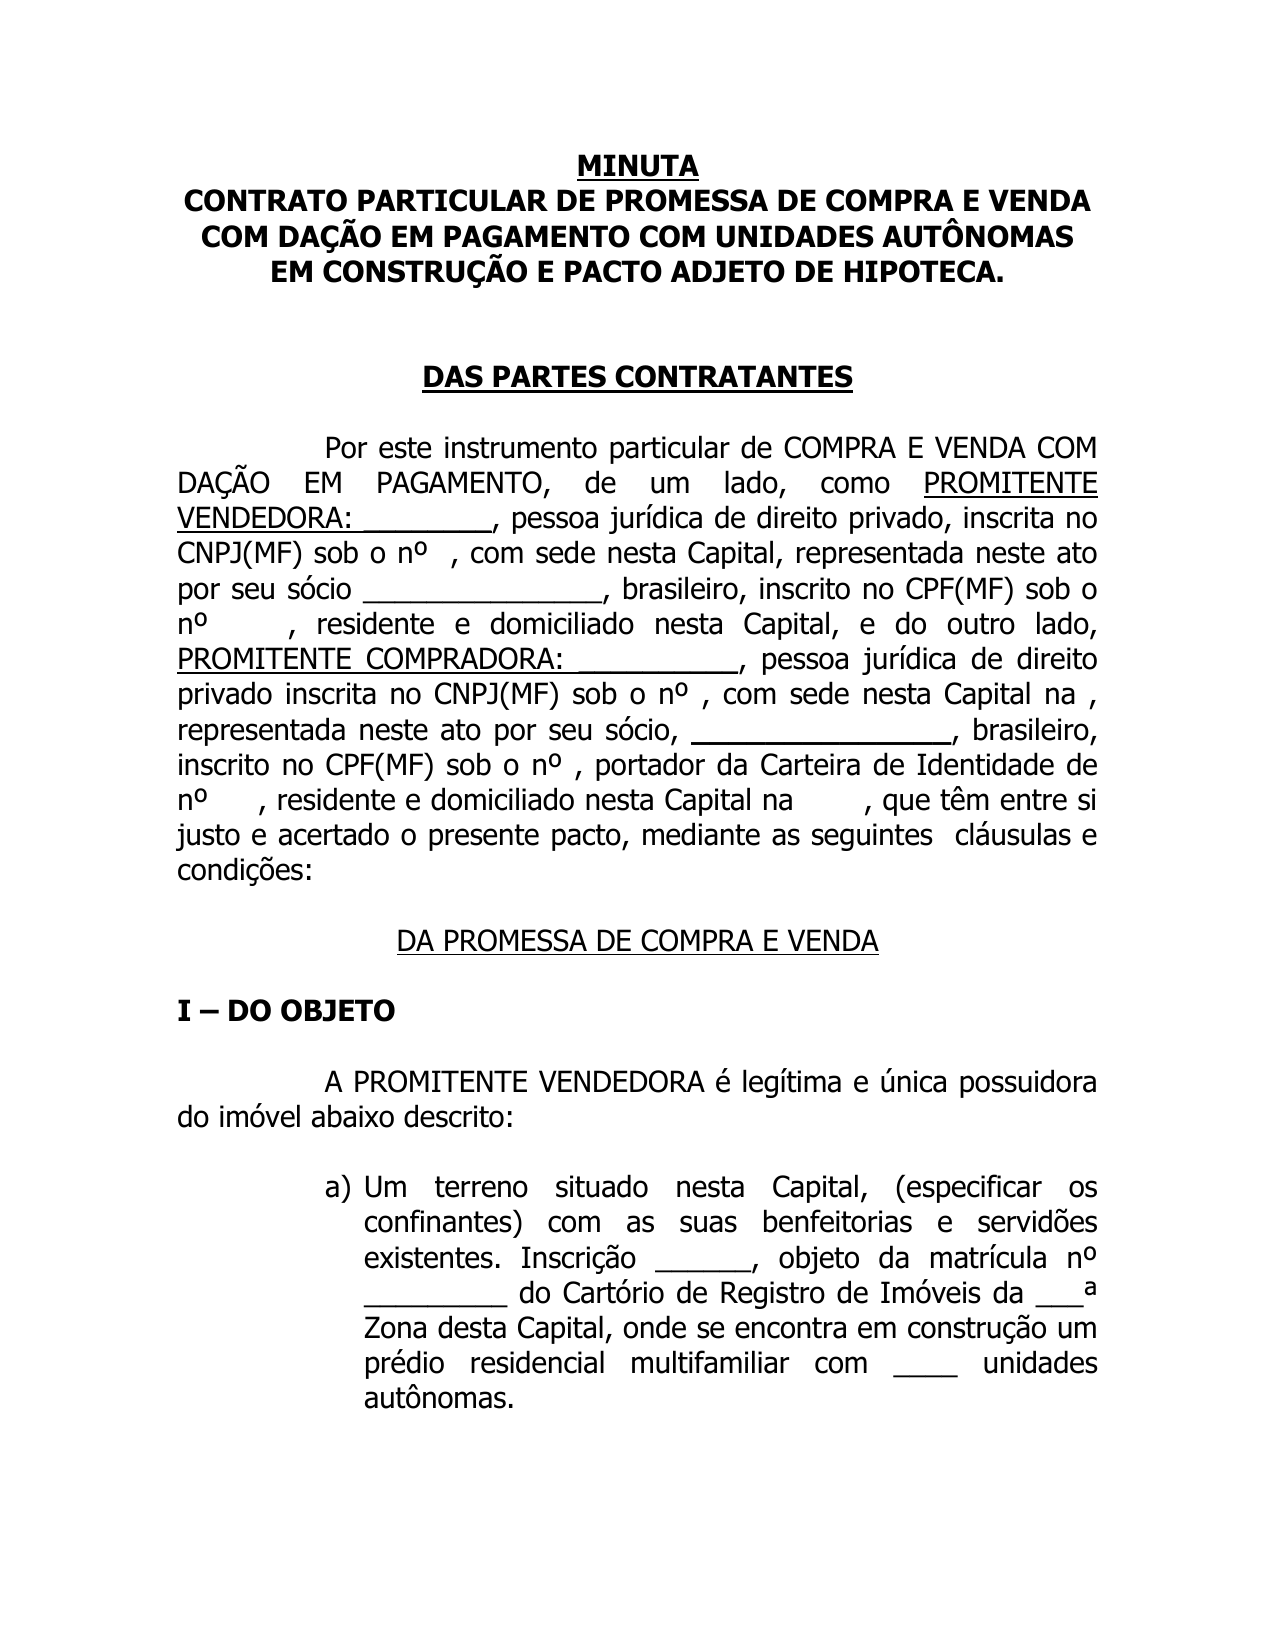 MINUTA
CONTRATO PARTICULAR DE PROMESSA DE COMPRA E VENDA
COM DAÇÃO EM PAGAMENTO COM UNIDADES AUTÔNOMAS
EM CONSTRUÇÃO E PACTO ADJETO DE HIPOTECA.
DAS PARTES CONTRATANTES
Por este instrumento particular de COMPRA E VENDA COM
DAÇÃO EM PAGAMENTO, de um lado, como PROMITENTE
VENDEDORA: ________, pessoa jurídica de direito privado, inscrita no
CNPJ(MF) sob o nº , com sede nesta Capital, representada neste ato
por seu sócio _______________, brasileiro, inscrito no CPF(MF) sob o
nº , residente e domiciliado nesta Capital, e do outro lado,
PROMITENTE COMPRADORA: __________, pessoa jurídica de direito
privado inscrita no CNPJ(MF) sob o nº , com sede nesta Capital na ,
representada neste ato por seu sócio, ________________, brasileiro,
inscrito no CPF(MF) sob o nº , portador da Carteira de Identidade de
nº , residente e domiciliado nesta Capital na , que têm entre si
justo e acertado o presente pacto, mediante as seguintes cláusulas e
condições:
DA PROMESSA DE COMPRA E VENDA
I – DO OBJETO
A PROMITENTE VENDEDORA é legítima e única possuidora
do imóvel abaixo descrito:
a) Um terreno situado nesta Capital, (especificar os
confinantes) com as suas benfeitorias e servidões
existentes. Inscrição ______, objeto da matrícula nº
_________ do Cartório de Registro de Imóveis da ___ª
Zona desta Capital, onde se encontra em construção um
prédio residencial multifamiliar com ____ unidades
autônomas.